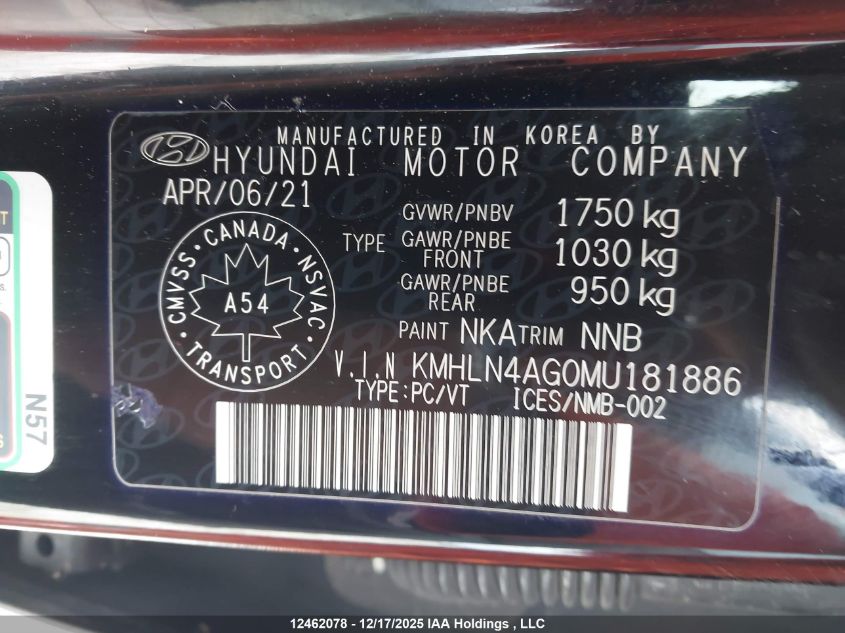 MANUFACTURED IN KOREA BY
HYUNDAI MOTOR COMPANY
APR/06/21
GVWR/PNBV 1750 kg
TYPE GAWR/PNBE FRONT 1030 kg
GAWR/PNBE REAR 950 kg
PAINT NKA TRIM NNB
CMVSS • CANADA • NSVAC • TRANSPORT •
A54
V.I.N KMHLN4AG0MU181886
TYPE:PC/VT ICES/NMB-002
N57
12462078 - 12/17/2025 IAA Holdings , LLC